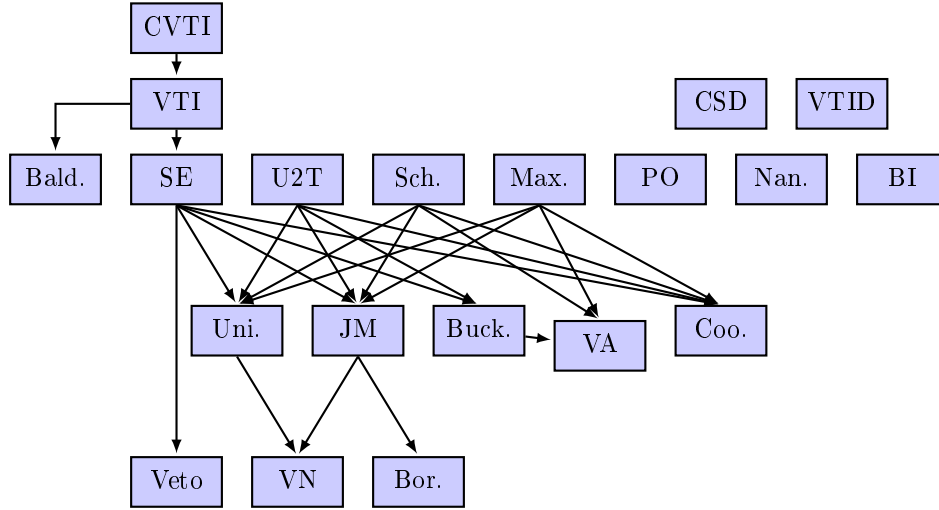 CVTI
VTI
CSD
VTID
Bald.
SE
U2T
Sch.
Max.
PO
Nan.
BI
Uni.
JM
Buck.
VA
Coo.
Veto
VN
Bor.